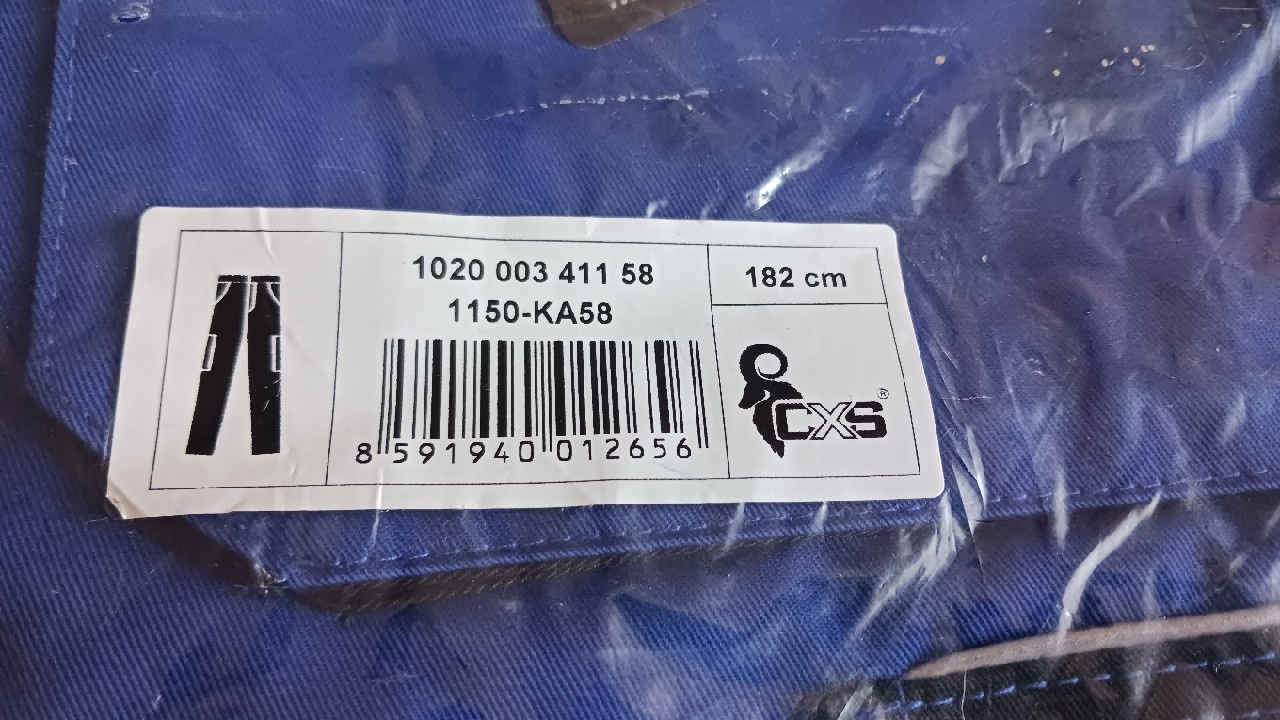 1020 003 411 58
1150-KA58
8 591940 012656
182 cm
CXS®